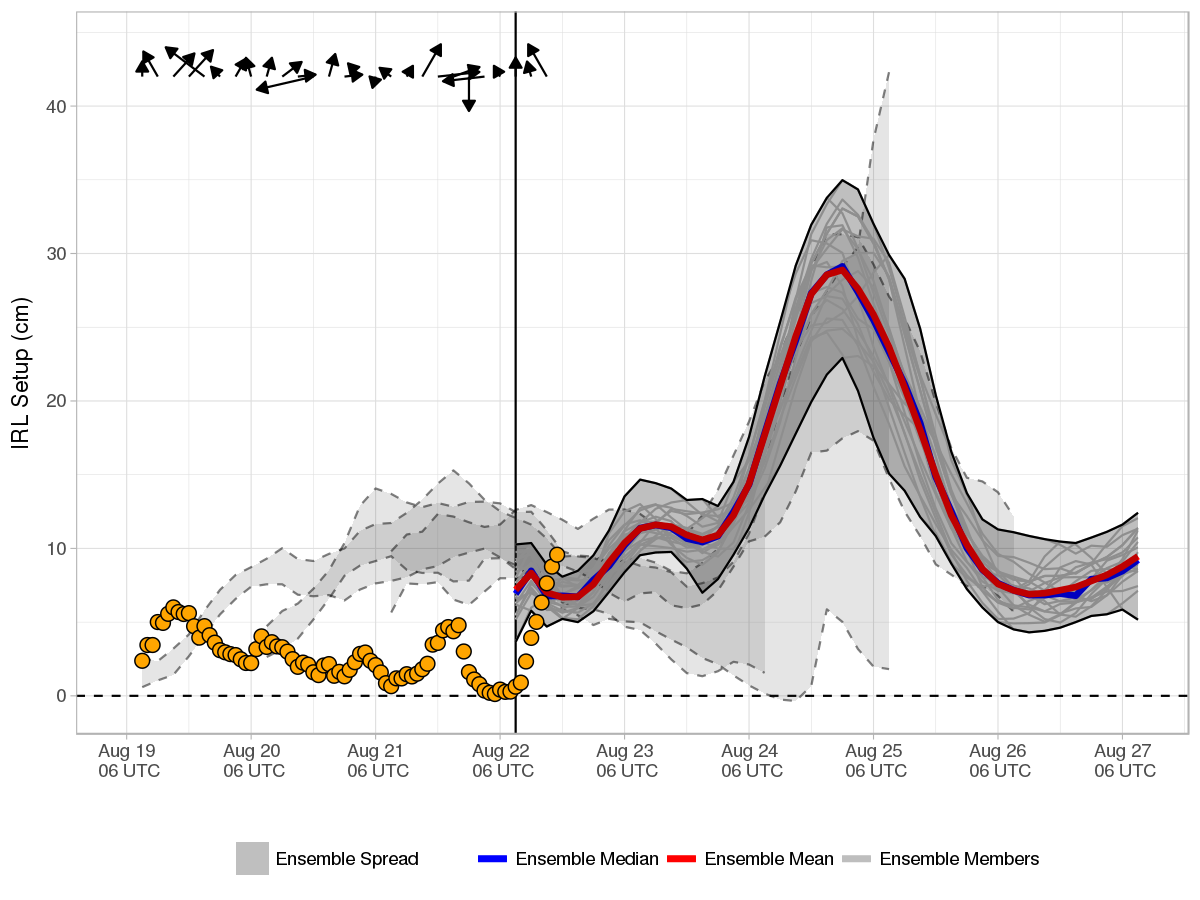 IRL Setup (cm)
40
30
20
10
0
Aug 19 Aug 20 Aug 21 Aug 22 Aug 23 Aug 24 Aug 25 Aug 26 Aug 27
06 UTC 06 UTC 06 UTC 06 UTC 06 UTC 06 UTC 06 UTC 06 UTC 06 UTC
Ensemble Spread Ensemble Median Ensemble Mean Ensemble Members